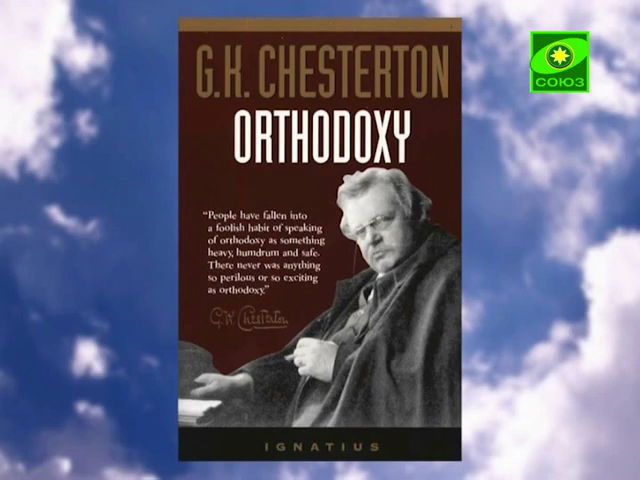 G.K. CHESTERTON
ORTHODOXY
СОЮЗ
“People have fallen into
a foolish habit of speaking
of orthodoxy as something
heavy, humdrum and safe.
There never was anything
so perilous or so exciting
as orthodoxy.”
G K Chesterton
IGNATIUS